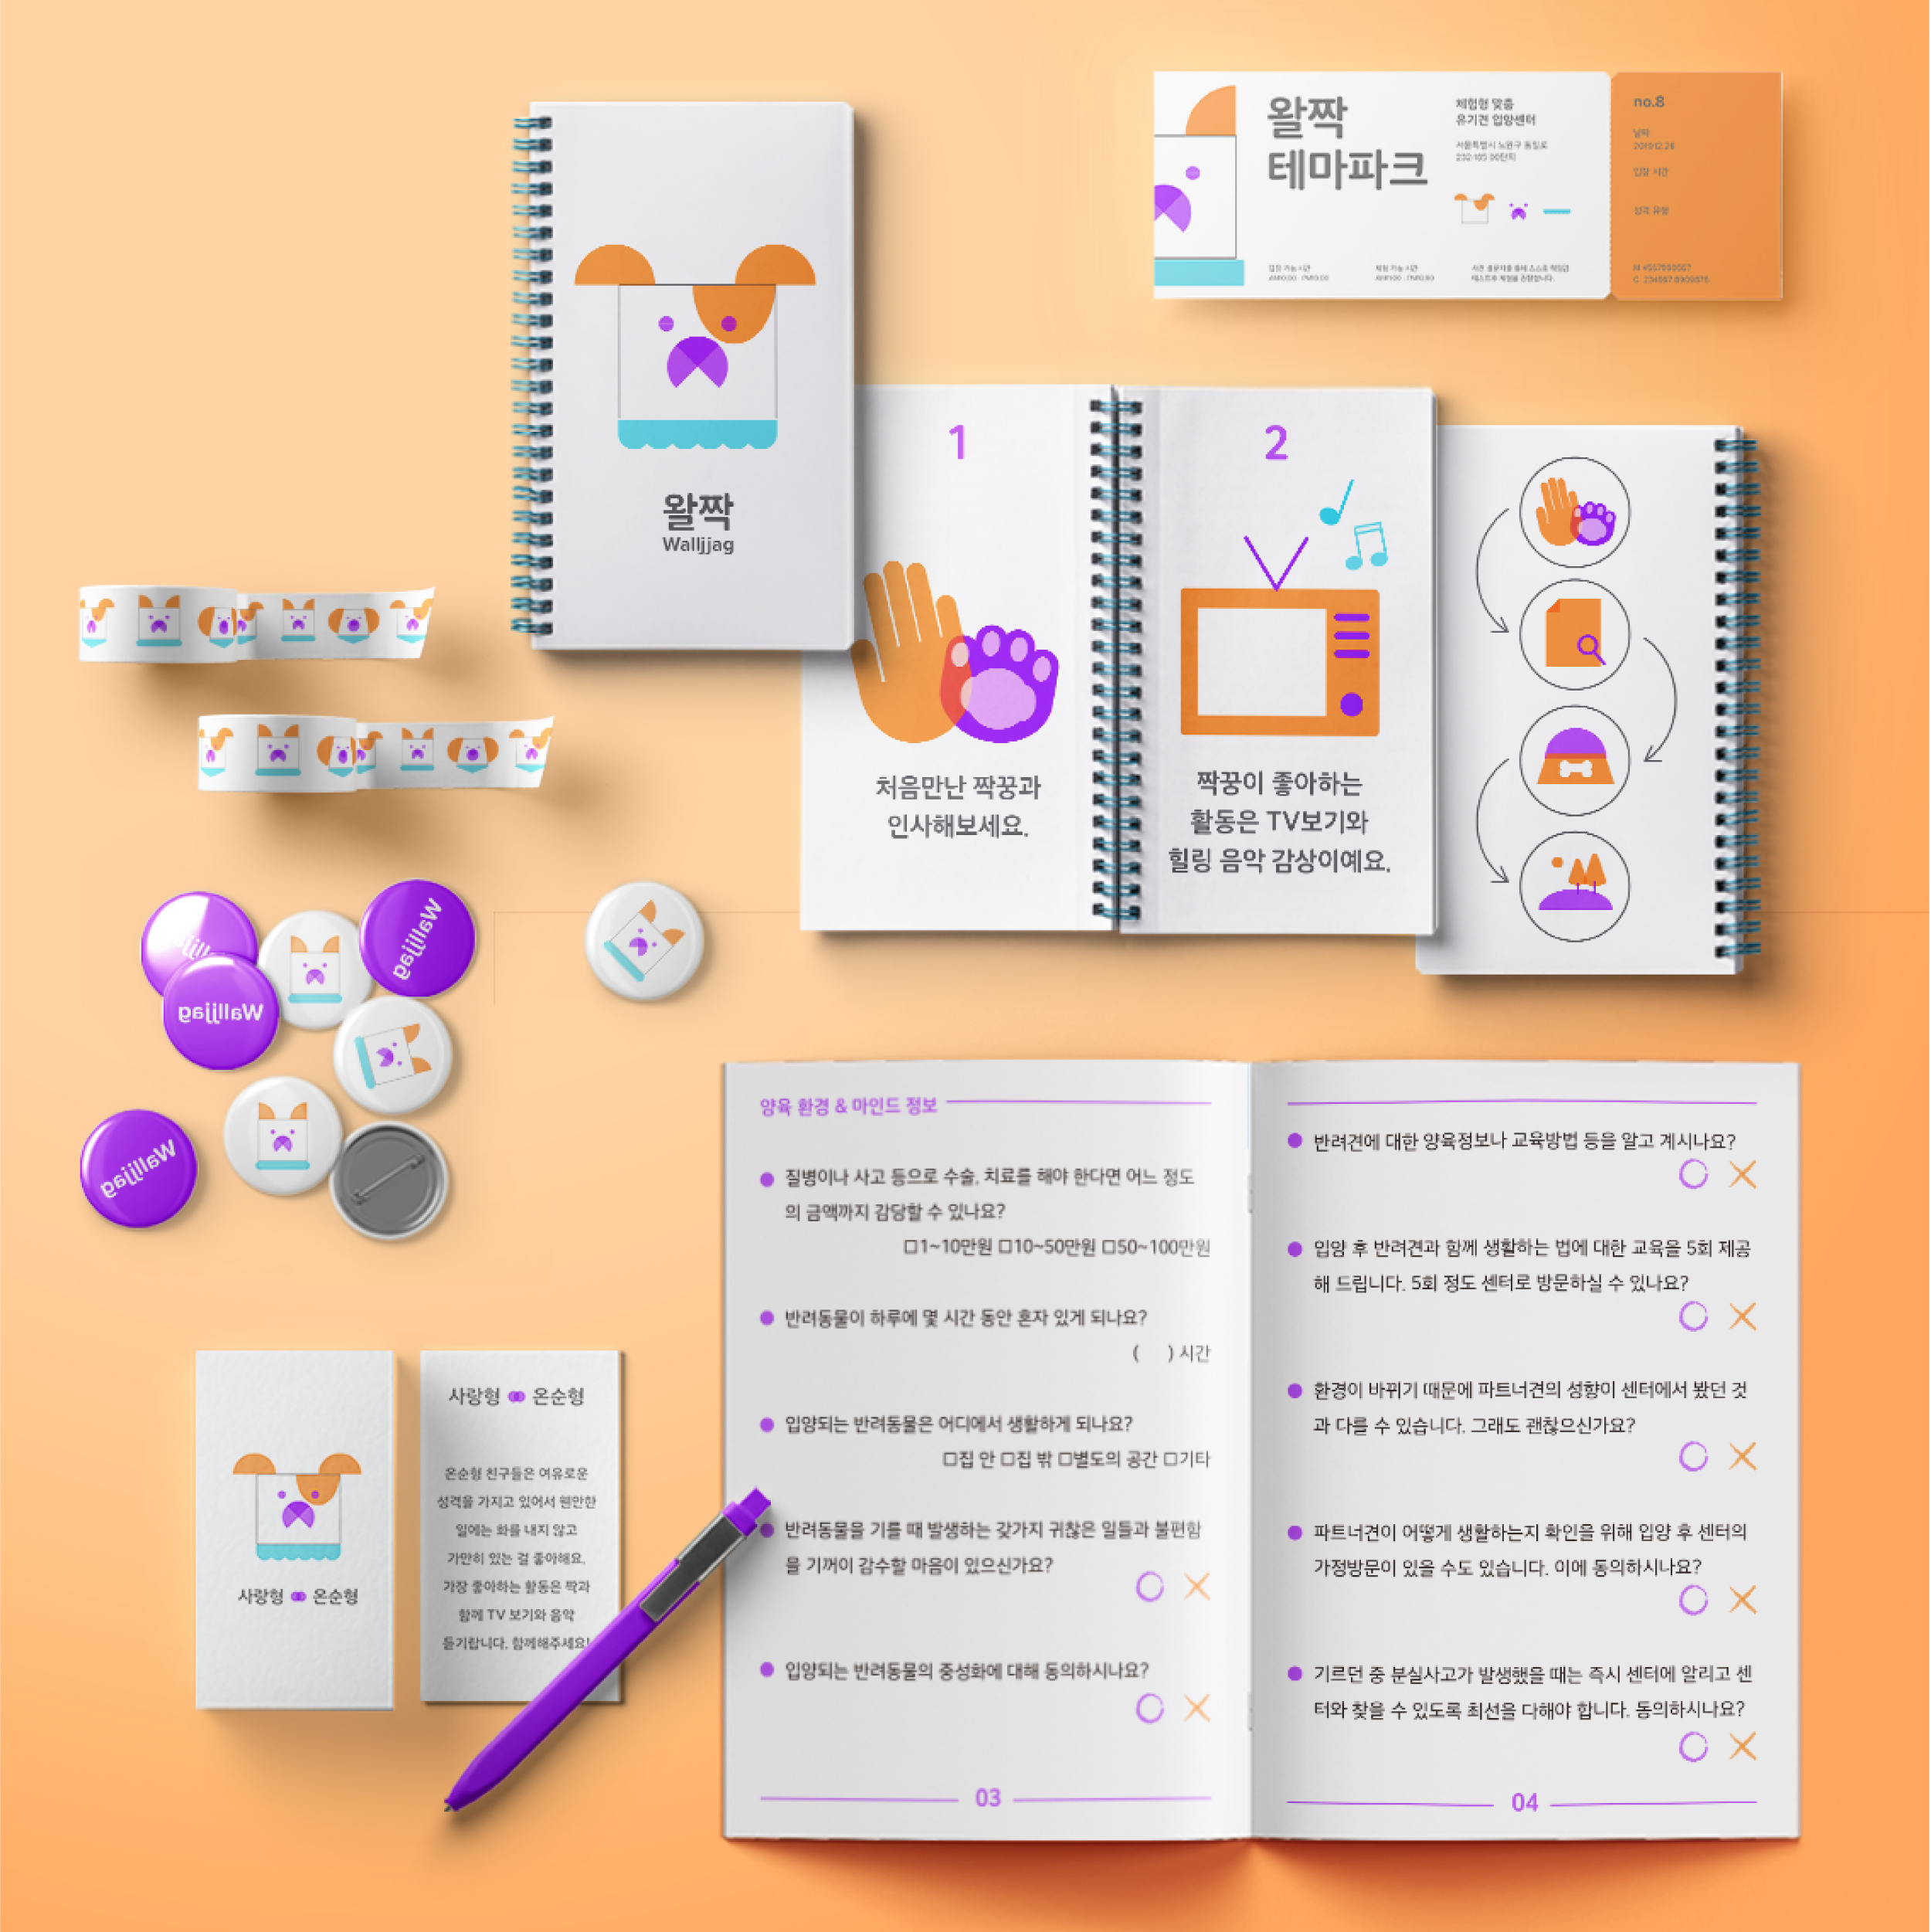 왈짝
Walljjag
왈짝
테마파크
체험형 맞춤
유기견 입양센터
서울특별시 노원구 동일로
232-185 00단지
no.8
날짜
2019.12.28
입장 시간
성격 유형
1
처음만난 짝꿍과
인사해보세요.
2
짝꿍이 좋아하는
활동은 TV보기와
힐링 음악 감상이예요.
Walljjag
Walljjag
Walljjag
사랑형 온순형
사랑형 온순형
온순형 친구들은 여유로운
성격을 가지고 있어서 웬만한
일에는 화를 내지 않고
가만히 있는 걸 좋아해요.
가장 좋아하는 활동은 짝과
함께 TV 보기와 음악
듣기랍니다. 함께해주세요!
양육 환경 & 마인드 정보
질병이나 사고 등으로 수술, 치료를 해야 한다면 어느 정도
의 금액까지 감당할 수 있나요?
□1~10만원 □10~50만원 □50~100만원
반려동물이 하루에 몇 시간 동안 혼자 있게 되나요?
( ) 시간
입양되는 반려동물은 어디에서 생활하게 되나요?
□집 안 □집 밖 □별도의 공간 □기타
반려동물을 기를 때 발생하는 갖가지 귀찮은 일들과 불편함
을 기꺼이 감수할 마음이 있으신가요?
입양되는 반려동물의 중성화에 대해 동의하시나요?
03
반려견에 대한 양육정보나 교육방법 등을 알고 계시나요?
입양 후 반려견과 함께 생활하는 법에 대한 교육을 5회 제공
해 드립니다. 5회 정도 센터로 방문하실 수 있나요?
환경이 바뀌기 때문에 파트너견의 성향이 센터에서 봤던 것
과 다를 수 있습니다. 그래도 괜찮으신가요?
파트너견이 어떻게 생활하는지 확인을 위해 입양 후 센터의
가정방문이 있을 수도 있습니다. 이에 동의하시나요?
기르던 중 분실사고가 발생했을 때는 즉시 센터에 알리고 센
터와 찾을 수 있도록 최선을 다해야 합니다. 동의하시나요?
04